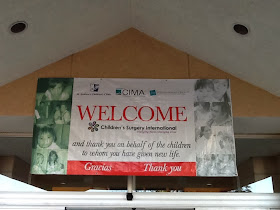 CIMA
WELCOME
Children's Surgery International
and thank you on behalf of the children
to whom you have given new life.
Gracias Thank you